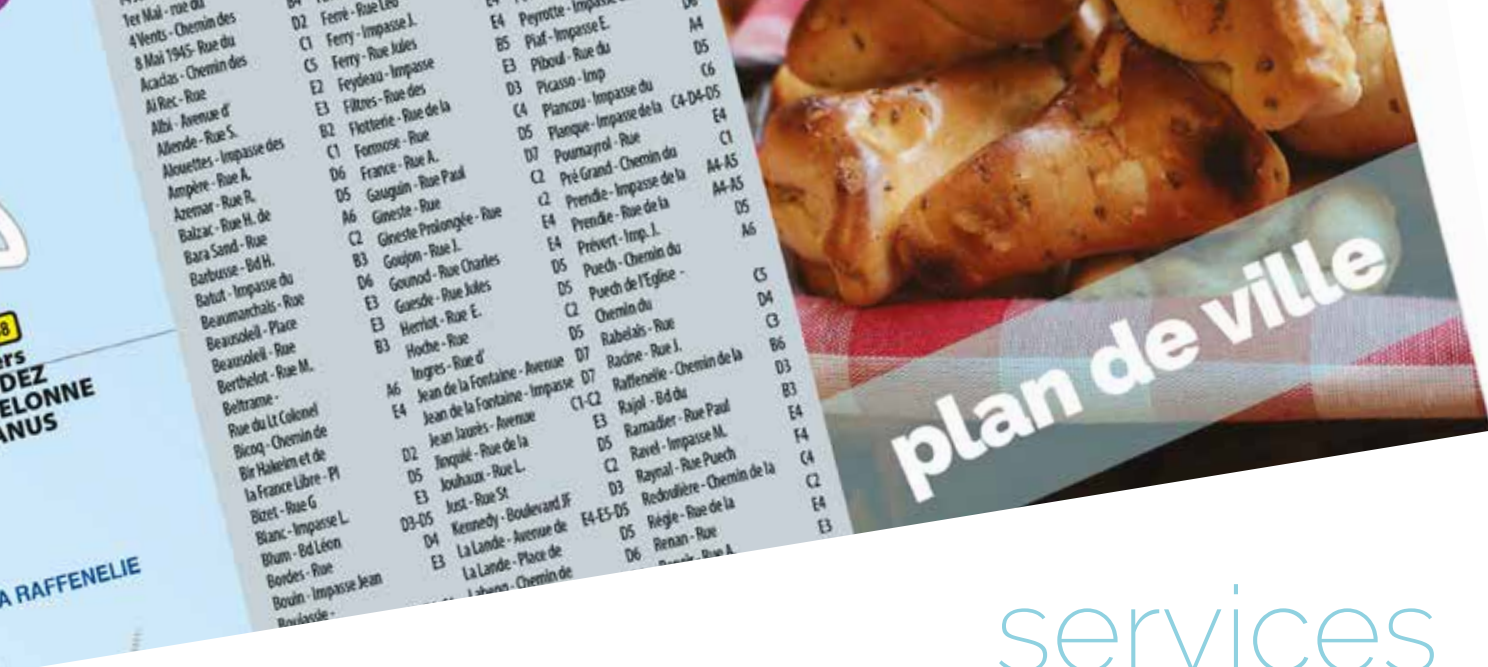 1er Mai - rue du
4 Vents - Chemin des
8 Mai 1945- Rue du
Acacias - Chemin des
Ai Rec - Rue
Albi - Avenue d'
Allende - Rue S.
Alouettes - Impasse des
Ampère - Rue A.
Azemar - Rue R.
Balzac - Rue H. de
Bara Sand - Rue
Barbusse - Bd H.
Batut - Impasse du
Beaumarchais - Rue
Beausoleil - Place
Beausoleil - Rue
Berthelot - Rue M.
Beltrame -
Rue du Lt Colonel
Bicoq - Chemin de
Bir Hakeim et de
la France Libre - Pl
Bizet - Rue G
Blanc - Impasse L.
Blum - Bd Léon
Bordes - Rue
Bouin - Impasse Jean
D2
C1
C5
E2
E3
B2
C1
D6
D5
A6
C2
B3
D6
E3
E3
B3
A6
E4
D2
D5
E3
D3-D5
D4
E3
Ferré - Rue Léo
Ferry - Impasse J.
Ferry - Rue Jules
Feydeau - Impasse
Filtres - Rue des
Flotterie - Rue de la
Formose - Rue
France - Rue A.
Gauguin - Rue Paul
Gineste - Rue
Gineste Prolongée - Rue
Goujon - Rue J.
Gounod - Rue Charles
Guesde - Rue Jules
Herriot - Rue E.
Hoche - Rue
Ingres - Rue d'
Jean de la Fontaine - Avenue D7
Jean de la Fontaine - Impasse D7
Jean Jaurès - Avenue C1-C2
Jinquié - Rue de la
Jouhaux - Rue L.
Just - Rue St
Kennedy - Boulevard JF
La Lande - Avenue de E4-E5-D5
La Lande - Place de
E4
B5
E3
D3
C4
D5
D7
C2
C2
E4
E4
D5
D5
C2
D5
E3
D5
C2
D3
D5
D6
Piaf - Impasse E.
Piboul - Rue du
Picasso - Imp
Plancou - Impasse du
Planque - Impasse de la C4-D4-D5
Poumayrol - Rue
Pré Grand - Chemin du
Prendie - Impasse de la
Prendie - Rue de la
Prévert - Imp. J.
Puech - Chemin du
Puech de l'Eglise -
Chemin du
Rabelais - Rue
Racine - Rue J.
Raffenelle - Chemin de la
Rajol - Bd du
Ramadier - Rue Paul
Ravel - Impasse M.
Raynal - Rue Puech
Redoulière - Chemin de la
Régie - Rue de la
Renan - Rue
A4
D5
C6
E4
C1
A4-A5
A4-A5
D5
A6
C5
D4
C3
B6
D3
B3
E4
F4
C4
C2
E4
E3
DEZ
ELONNE
ANUS
A RAFFENELIE
plan de ville
services